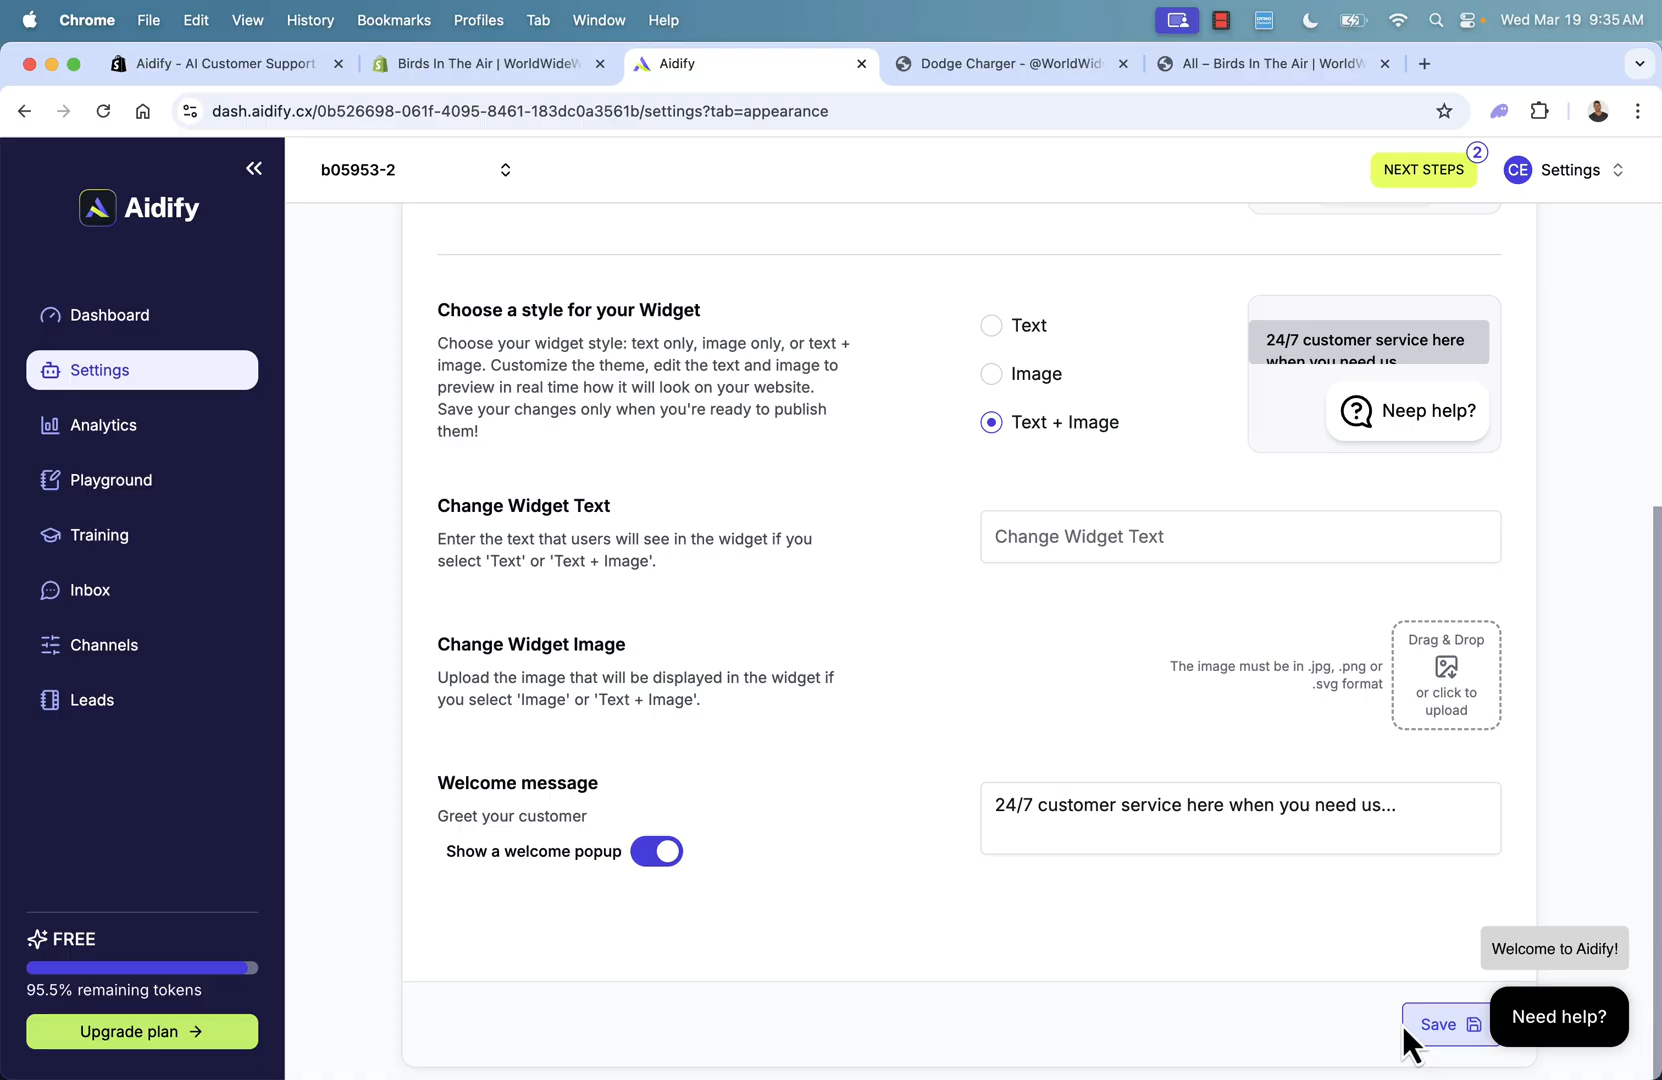 Chrome File Edit View History Bookmarks Profiles Tab Window Help
DYMO
Wed Mar 19 9:35 AM
Aidify - AI Customer Support
Birds In The Air | WorldWideW
Aidify
Dodge Charger - @WorldWid
All – Birds In The Air | WorldW
dash.aidify.cx/0b526698-061f-4095-8461-183dc0a3561b/settings?tab=appearance
Aidify
b05953-2
NEXT STEPS
2
CE
Settings
Dashboard
Settings
Analytics
Playground
Training
Inbox
Channels
Leads
FREE
95.5% remaining tokens
Upgrade plan →
Choose a style for your Widget
Choose your widget style: text only, image only, or text +
image. Customize the theme, edit the text and image to
preview in real time how it will look on your website.
Save your changes only when you're ready to publish
them!
Text
Image
Text + Image
24/7 customer service here
when you need us
Neep help?
Change Widget Text
Enter the text that users will see in the widget if you
select 'Text' or 'Text + Image'.
Change Widget Text
Change Widget Image
Upload the image that will be displayed in the widget if
you select 'Image' or 'Text + Image'.
The image must be in .jpg, .png or
.svg format
Drag & Drop
or click to
upload
Welcome message
Greet your customer
Show a welcome popup
24/7 customer service here when you need us...
Welcome to Aidify!
Save
Need help?